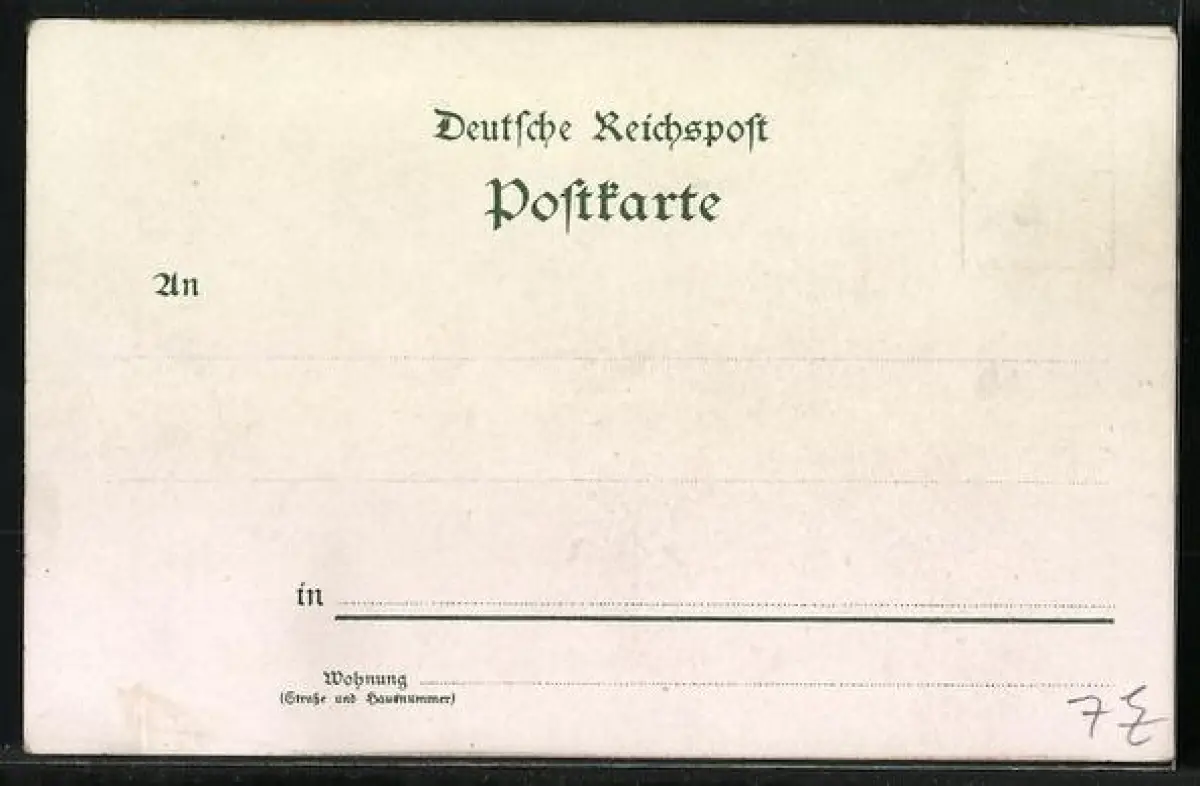 Deutsche Reichspost
Postkarte
An
in
Wohnung
(Straße und Hausnummer)
7